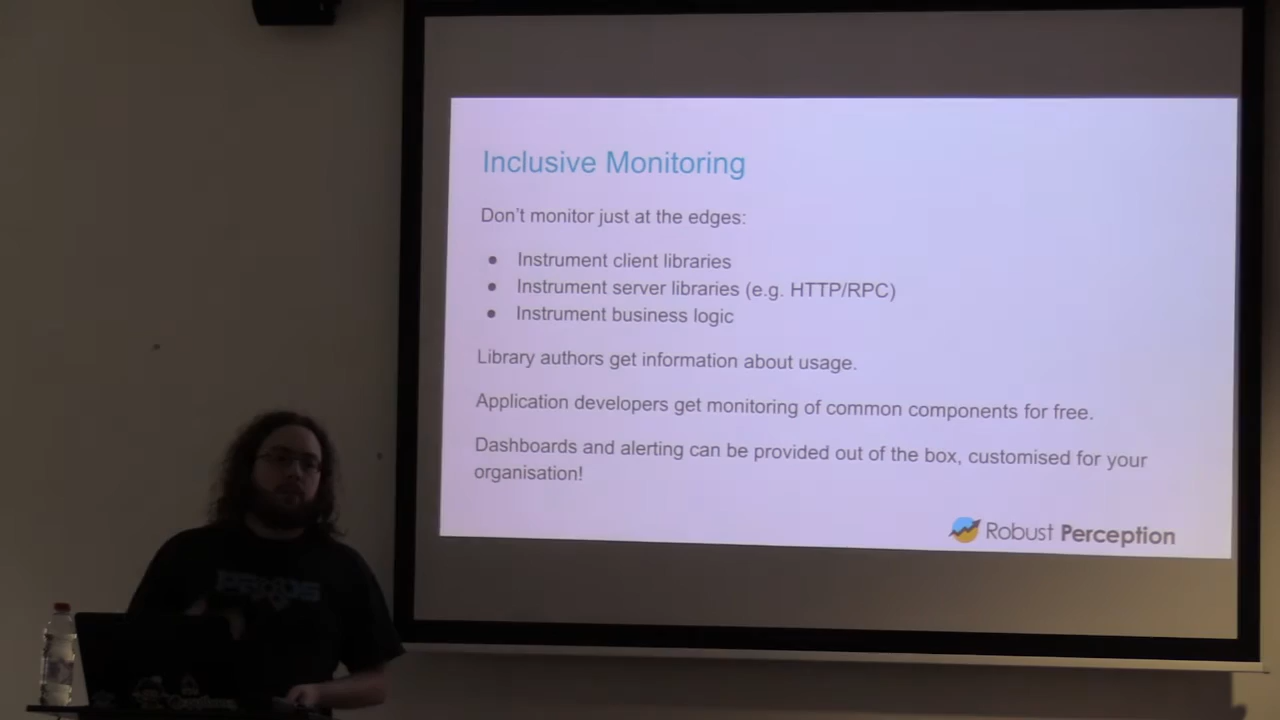 Inclusive Monitoring
Don't monitor just at the edges:
● Instrument client libraries
● Instrument server libraries (e.g. HTTP/RPC)
● Instrument business logic
Library authors get information about usage.
Application developers get monitoring of common components for free.
Dashboards and alerting can be provided out of the box, customised for your
organisation!
Robust Perception